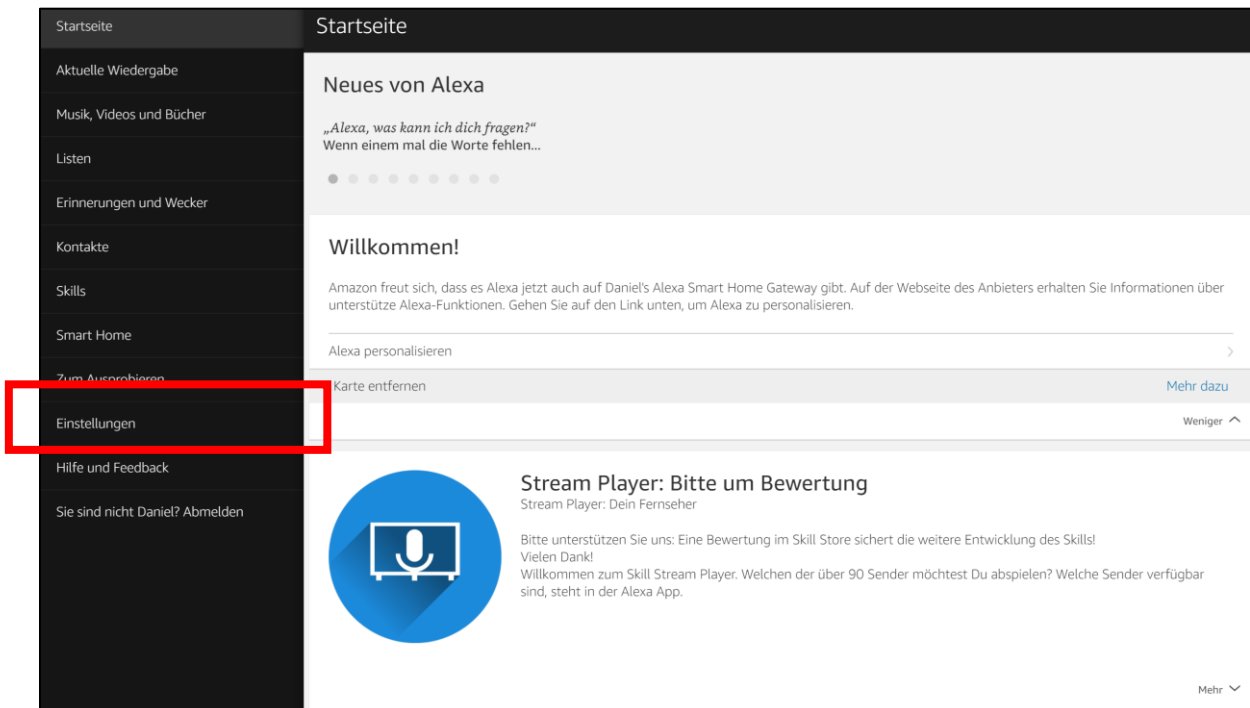 Startseite
Aktuelle Wiedergabe
Musik, Videos und Bücher
Listen
Erinnerungen und Wecker
Kontakte
Skills
Smart Home
Zum Ausprobieren
Einstellungen
Hilfe und Feedback
Sie sind nicht Daniel? Abmelden
Startseite
Neues von Alexa
„Alexa, was kann ich dich fragen?“
Wenn einem mal die Worte fehlen...
Willkommen!
Amazon freut sich, dass es Alexa jetzt auch auf Daniel's Alexa Smart Home Gateway gibt. Auf der Webseite des Anbieters erhalten Sie Informationen über
unterstütze Alexa-Funktionen. Gehen Sie auf den Link unten, um Alexa zu personalisieren.
Alexa personalisieren
Karte entfernen Mehr dazu
Weniger
Stream Player: Bitte um Bewertung
Stream Player: Dein Fernseher
Bitte unterstützen Sie uns: Eine Bewertung im Skill Store sichert die weitere Entwicklung des Skills!
Vielen Dank!
Willkommen zum Skill Stream Player. Welchen der über 90 Sender möchtest Du abspielen? Welche Sender verfügbar
sind, steht in der Alexa App.
Mehr